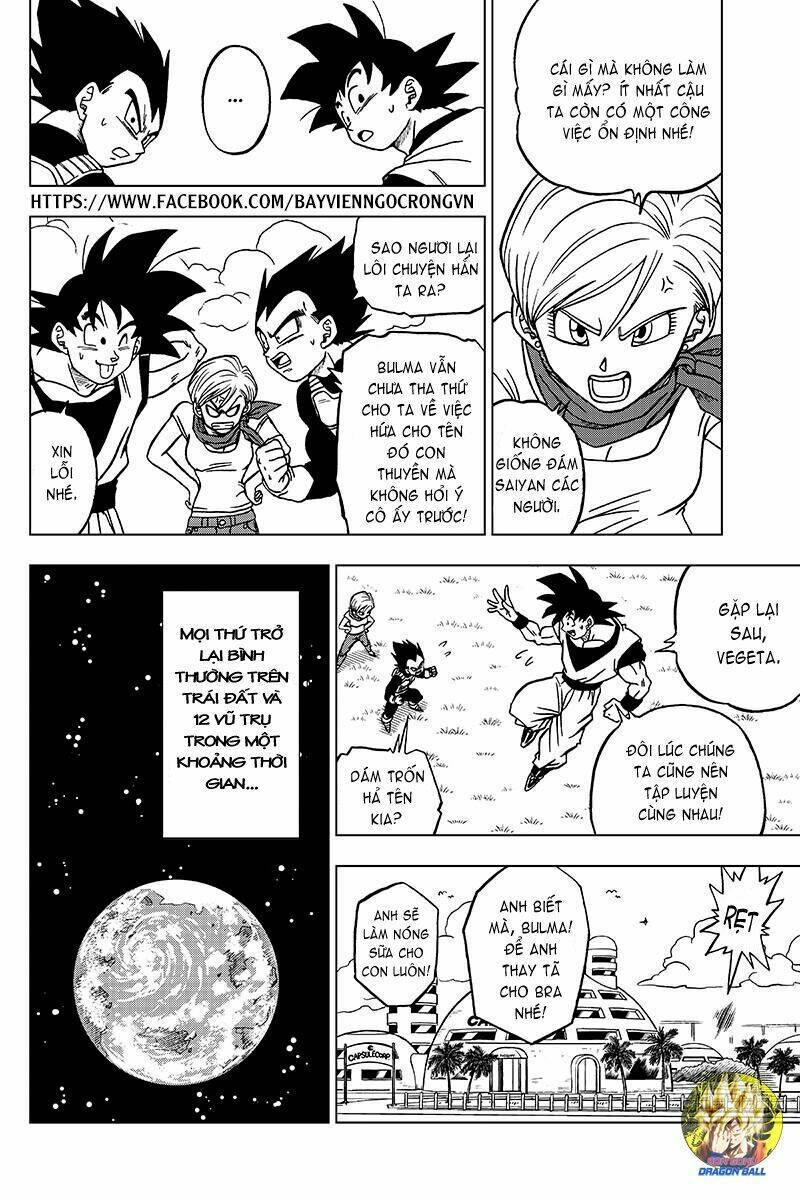 CÁI GÌ MÀ KHÔNG LÀM
GÌ MẤY? ÍT NHẤT CẬU
TA CÒN CÓ MỘT CÔNG
VIỆC ỔN ĐỊNH NHÉ!
...
HTTPS://WWW.FACEBOOK.COM/BAYVIENNGOCRONGVN
KHÔNG
GIỐNG ĐÁM
SAIYAN CÁC
NGƯỜI.
SAO NGƯƠI LẠI
LÔI CHUYỆN HẮN
TA RA?
BULMA VẪN
CHƯA THA THỨ
CHO TA VỀ VIỆC
HỨA CHO TÊN
ĐÓ CON
THUYỀN MÀ
KHÔNG HỎI Ý
CÔ ẤY TRƯỚC!
XIN
LỖI
NHÉ.
GẶP LẠI
SAU,
VEGETA.
ĐÔI LÚC CHÚNG
TA CŨNG NÊN
TẬP LUYỆN
CÙNG NHAU!
DÁM TRỐN
HẢ TÊN
KIA?
MỌI THỨ TRỞ
LẠI BÌNH
THƯỜNG TRÊN
TRÁI ĐẤT VÀ
12 VŨ TRỤ
TRONG MỘT
KHOẢNG THỜI
GIAN...
RẸT
ANH BIẾT
MÀ, BULMA!
ĐỂ ANH
THAY TÃ
CHO BRA
NHÉ!
ANH SẼ
LÀM NÓNG
SỮA CHO
CON LUÔN!
CAPSULECORP.
DRAGON BALL